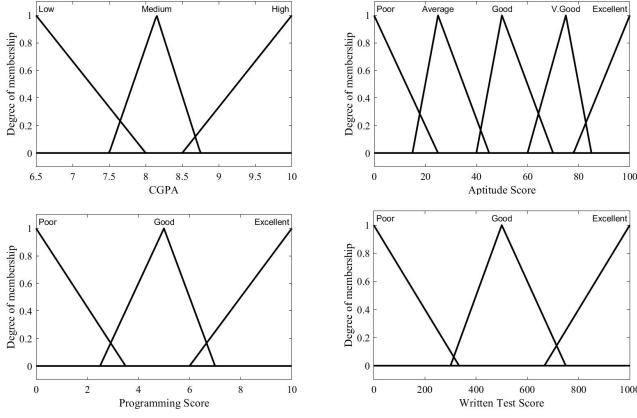 Low Medium High
Degree of membership
1
0.8
0.6
0.4
0.2
0
6.5 7 7.5 8 8.5 9 9.5 10
CGPA
Poor Average Good V.Good Excellent
Degree of membership
1
0.8
0.6
0.4
0.2
0
0 20 40 60 80 100
Aptitude Score
Poor Good Excellent
Degree of membership
1
0.8
0.6
0.4
0.2
0
0 2 4 6 8 10
Programming Score
Poor Good Excellent
Degree of membership
1
0.8
0.6
0.4
0.2
0
0 200 400 600 800 1000
Written Test Score